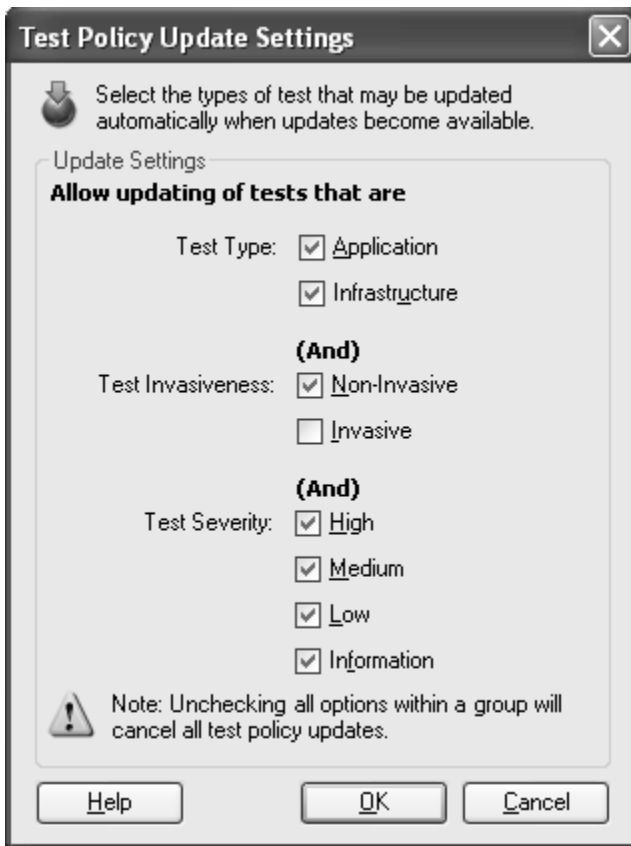 Test Policy Update Settings
Select the types of test that may be updated
automatically when updates become available.
Update Settings
Allow updating of tests that are
Test Type: Application
Infrastructure
(And)
Test Invasiveness: Non-Invasive
Invasive
(And)
Test Severity: High
Medium
Low
Information
Note: Unchecking all options within a group will
cancel all test policy updates.
Help OK Cancel